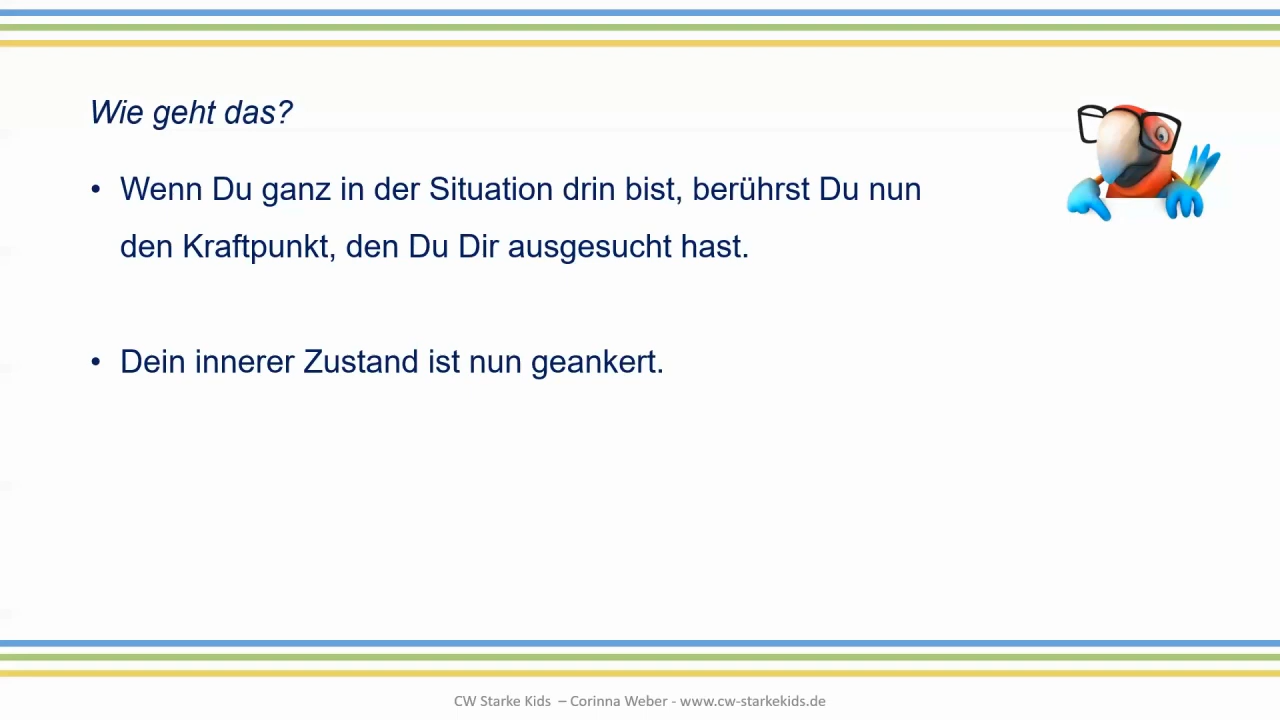 Wie geht das?
• Wenn Du ganz in der Situation drin bist, berührst Du nun
den Kraftpunkt, den Du Dir ausgesucht hast.
• Dein innerer Zustand ist nun geankert.
CW Starke Kids – Corinna Weber - www.cw-starkekids.de